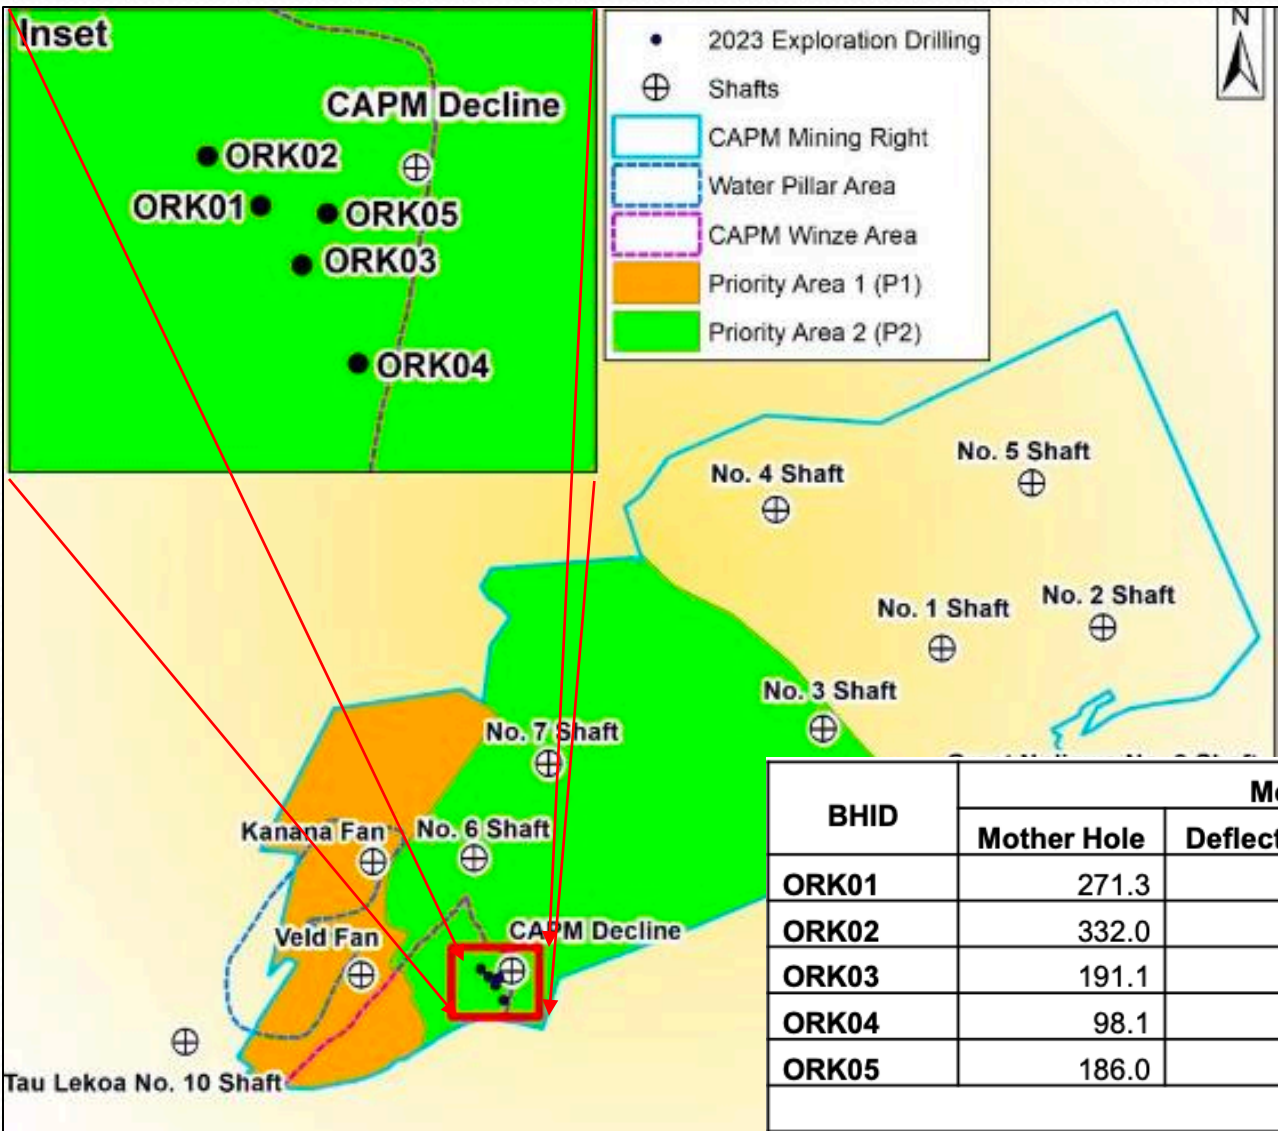 Inset
CAPM Decline
ORK02
ORK01
ORK05
ORK03
ORK04
2023 Exploration Drilling
Shafts
CAPM Mining Right
Water Pillar Area
CAPM Winze Area
Priority Area 1 (P1)
Priority Area 2 (P2)
N
No. 5 Shaft
No. 4 Shaft
No. 2 Shaft
No. 1 Shaft
No. 3 Shaft
No. 7 Shaft
Kanana Fan
No. 6 Shaft
Veld Fan
CAPM Decline
Tau Lekoa No. 10 Shaft
BHID
Mother Hole Deflect
ORK01 271.3
ORK02 332.0
ORK03 191.1
ORK04 98.1
ORK05 186.0